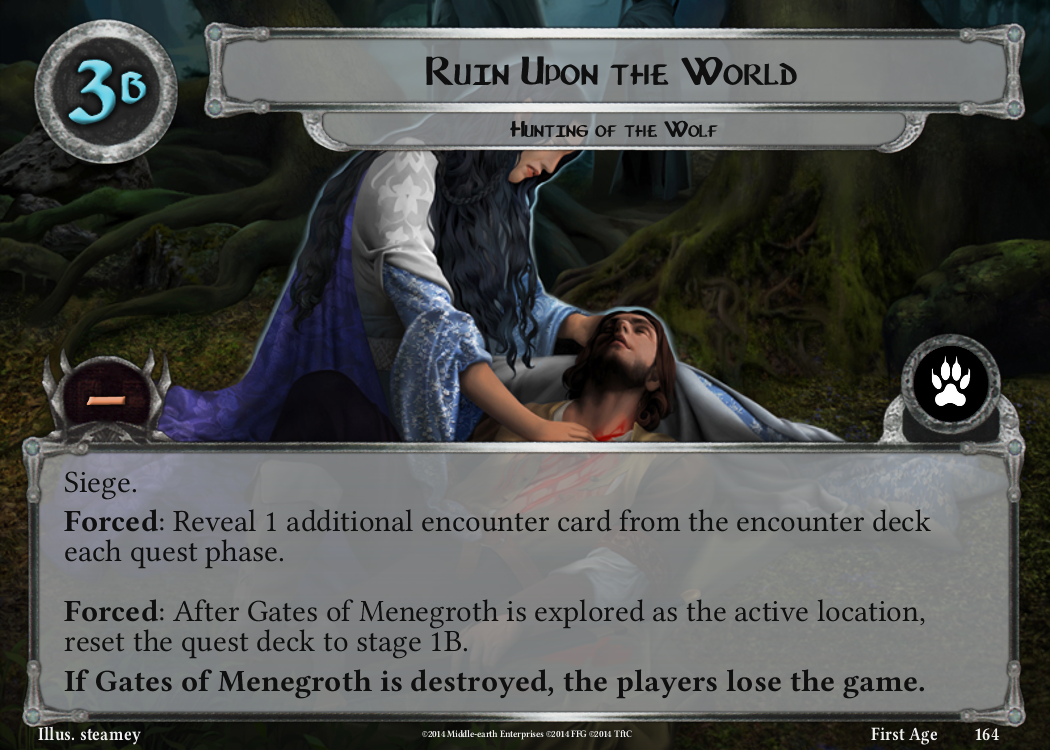 3B
Ruin Upon the World
Hunting of the Wolf
–
Siege.
Forced: Reveal 1 additional encounter card from the encounter deck
each quest phase.
Forced: After Gates of Menegroth is explored as the active location,
reset the quest deck to stage 1B.
If Gates of Menegroth is destroyed, the players lose the game.
Illus. steamey
©2014 Middle-earth Enterprises ©2014 FFG ©2014 TftC
First Age 164